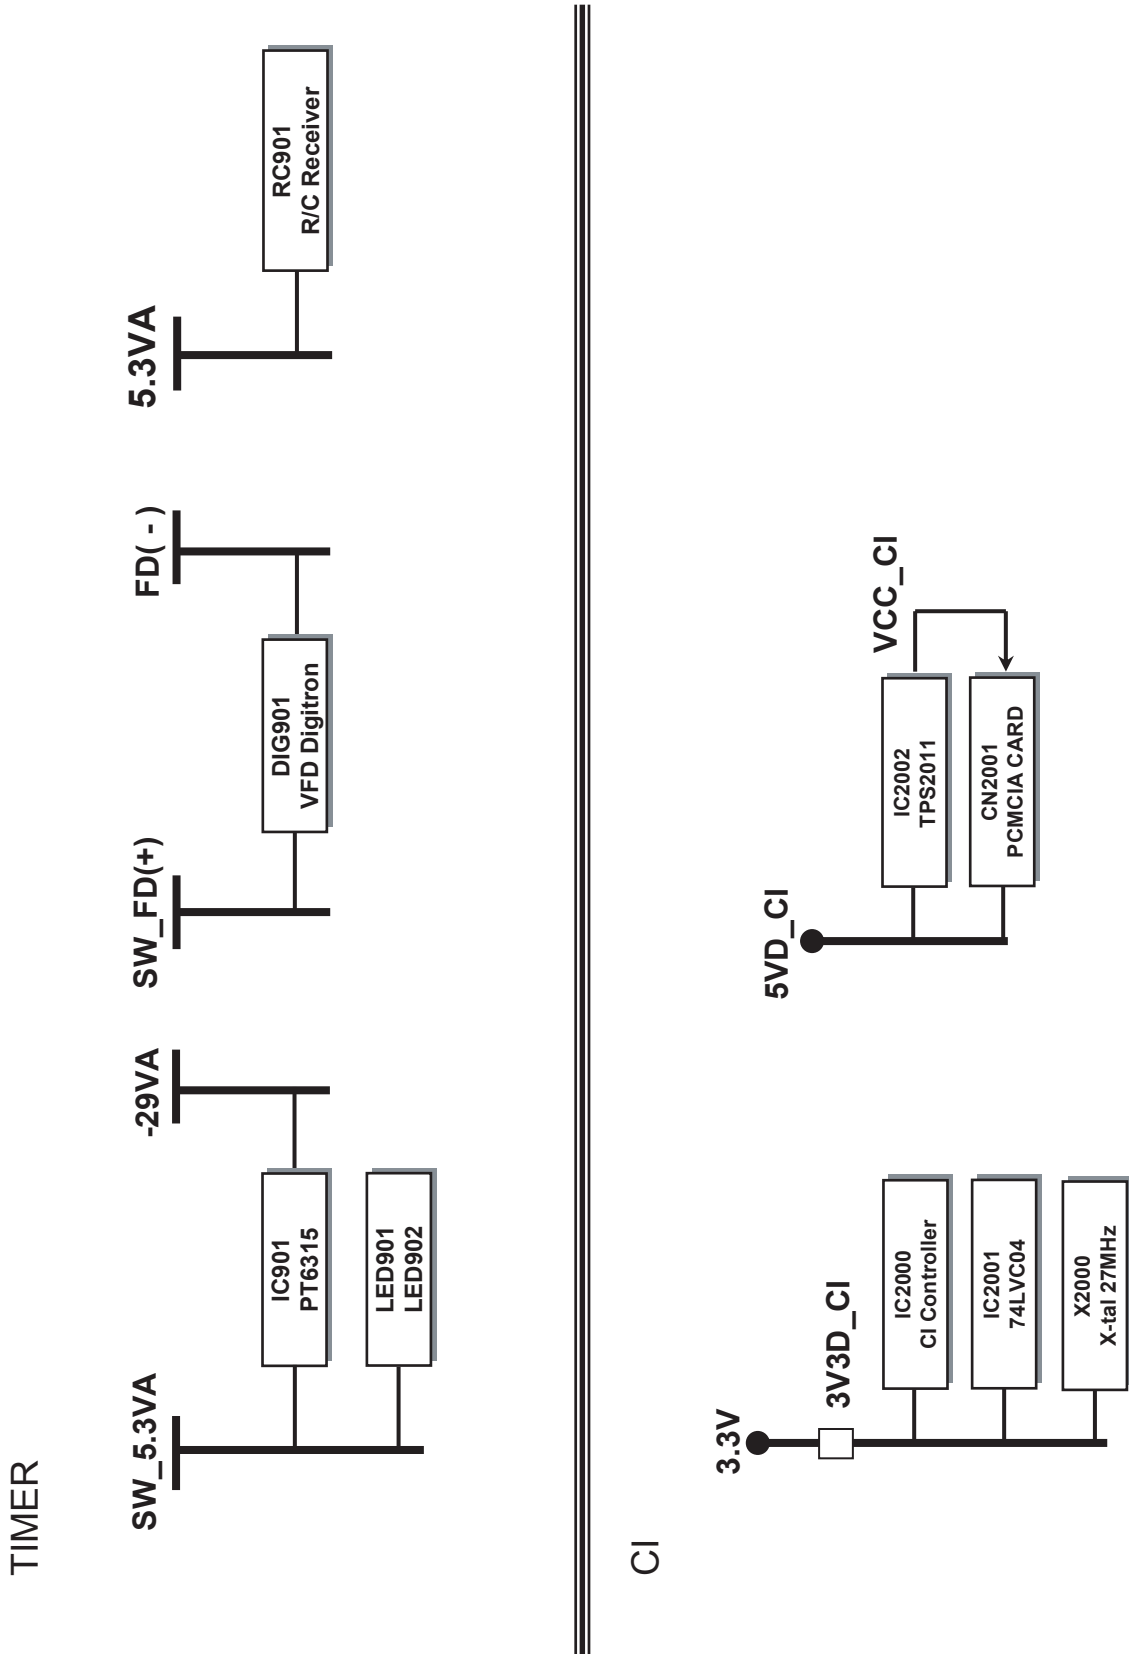 TIMER
SW_5.3VA
-29VA
SW_FD(+)
FD( - )
5.3VA
IC901
PT6315
LED901
LED902
DIG901
VFD Digitron
RC901
R/C Receiver
CI
3.3V
3V3D_CI
IC2000
CI Controller
IC2001
74LVC04
X2000
X-tal 27MHz
5VD_CI
VCC_CI
IC2002
TPS2011
CN2001
PCMCIA CARD